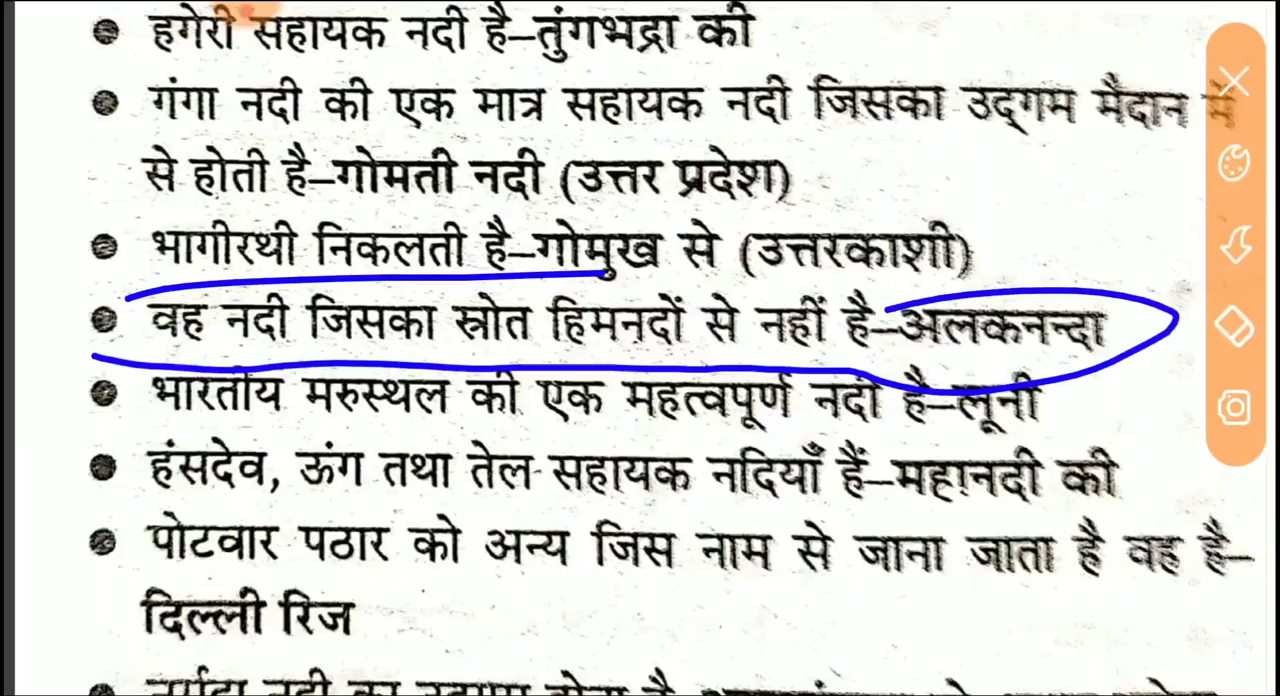 ● हगेरी सहायक नदी है–तुंगभद्रा की
● गंगा नदी की एक मात्र सहायक नदी जिसका उद्‌गम मैदान में
से होती है–गोमती नदी (उत्तर प्रदेश)
● भागीरथी निकलती है–गोमुख से (उत्तरकाशी)
● वह नदी जिसका स्रोत हिमनदों से नहीं है–अलकनन्दा
● भारतीय मरुस्थल की एक महत्वपूर्ण नदी है–लूनी
● हंसदेव, ऊंग तथा तेल सहायक नदियाँ हैं–महानदी की
● पोटवार पठार को अन्य जिस नाम से जाना जाता है वह है–
दिल्ली रिज